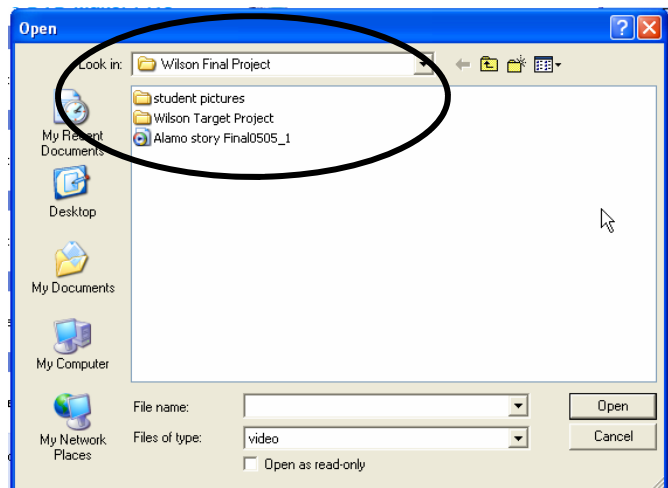 Open
Look in:
Wilson Final Project
student pictures
Wilson Target Project
Alamo story Final0505_1
My Recent
Documents
Desktop
My Documents
My Computer
My Network
Places
File name:
Open
Files of type:
video
Cancel
Open as read-only